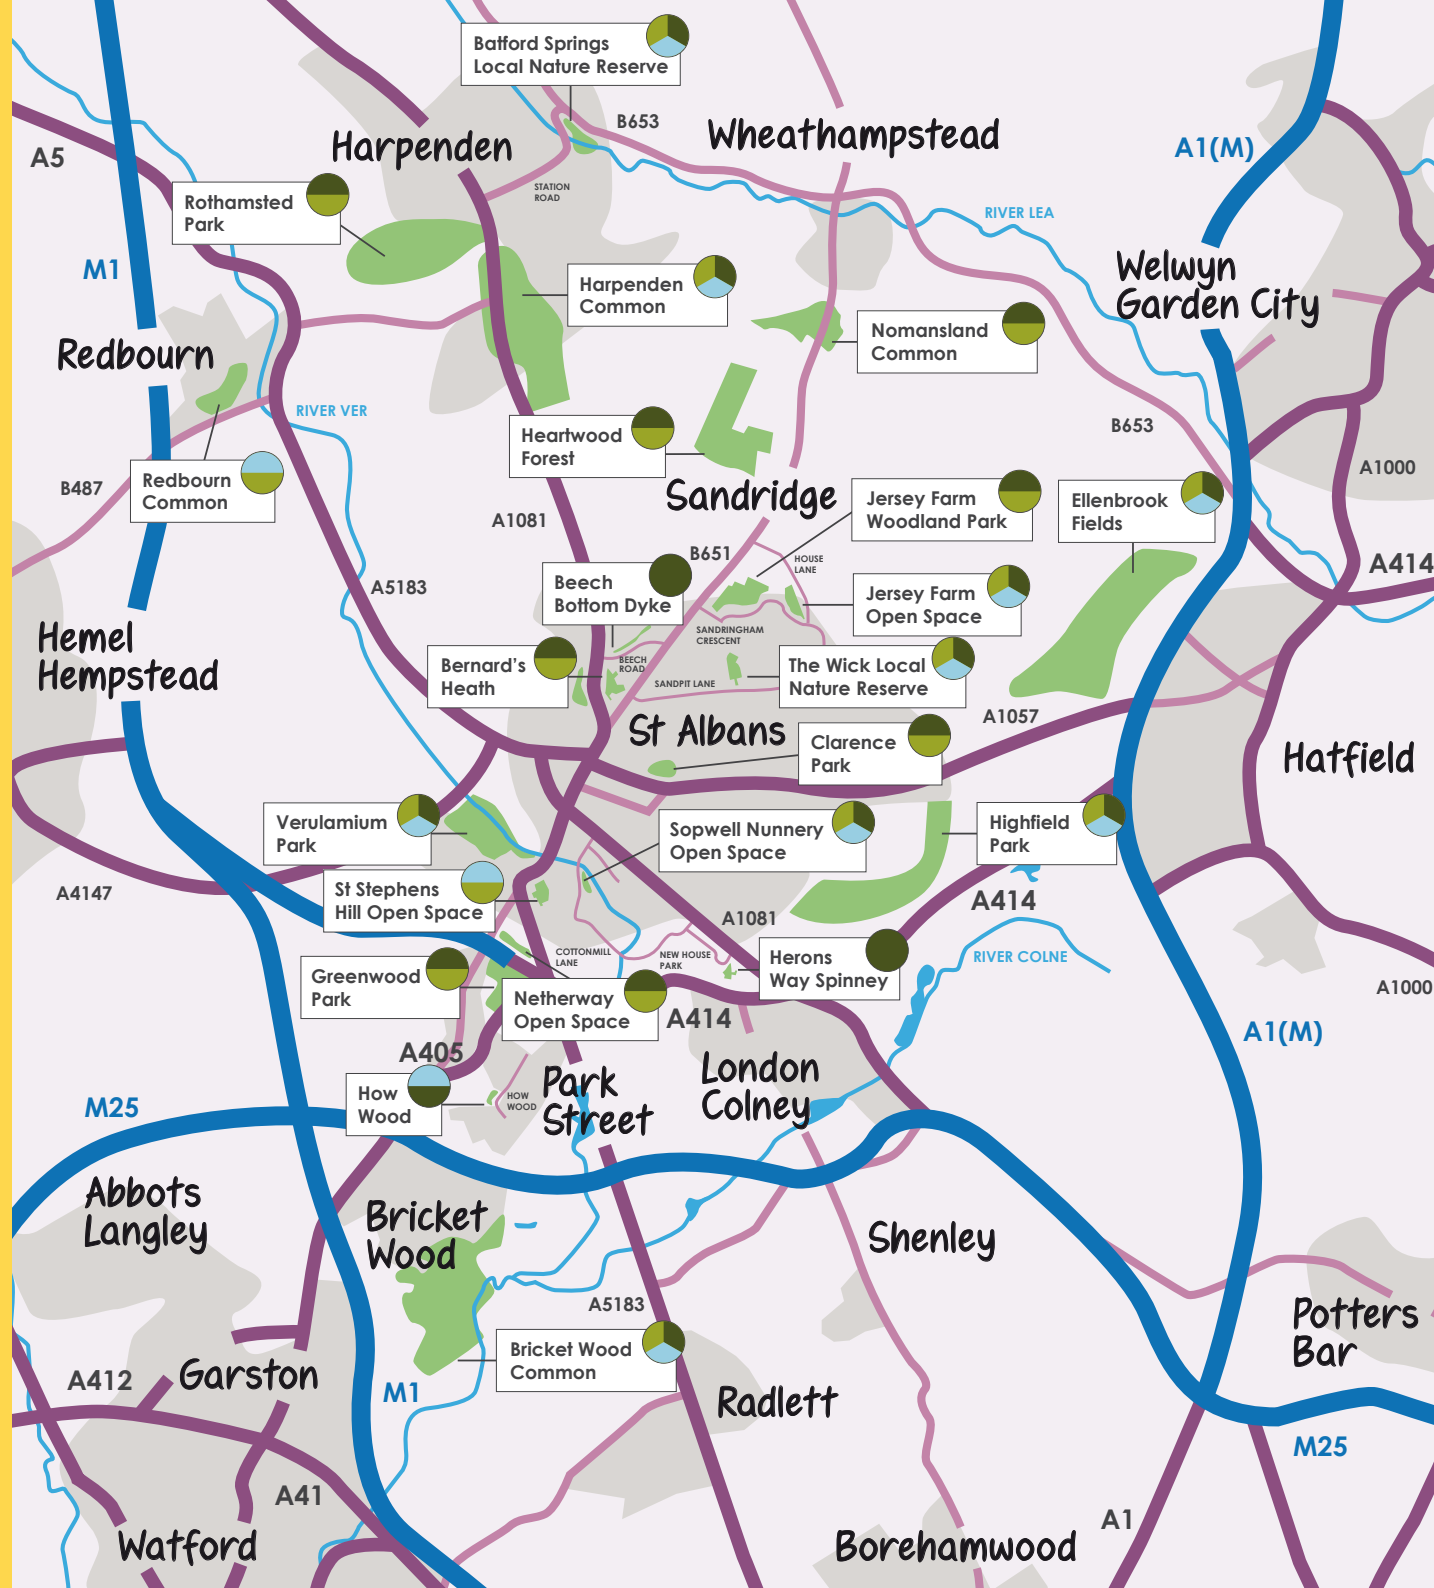 Batford Springs
Local Nature Reserve
B653
Harpenden
Wheathampstead
A1(M)
A5
Rothamsted
Park
STATION
ROAD
RIVER LEA
M1
Harpenden
Common
Welwyn
Garden City
Nomansland
Common
Redbourn
RIVER VER
B653
Heartwood
Forest
A1000
B487
Redbourn
Common
Sandridge
Jersey Farm
Woodland Park
Ellenbrook
Fields
A1081
B651
HOUSE
LANE
A414
A5183
Beech
Bottom Dyke
Jersey Farm
Open Space
Hemel
Hempstead
SANDRINGHAM
CRESCENT
Bernard's
Heath
BEECH
ROAD
SANDPIT LANE
The Wick Local
Nature Reserve
A1057
St Albans
Clarence
Park
Hatfield
Verulamium
Park
Sopwell Nunnery
Open Space
Highfield
Park
A4147
St Stephens
Hill Open Space
A414
A1081
COTTONMILL
LANE
NEW HOUSE
PARK
Herons
Way Spinney
RIVER COLNE
Greenwood
Park
Netherway
Open Space
A1000
A414
A1(M)
A405
How
Wood
HOW
WOOD
Park
Street
London
Colney
M25
Abbots
Langley
Bricket
Wood
Shenley
A5183
Potters
Bar
Bricket Wood
Common
A412
Garston
M1
Radlett
M25
A41
A1
Watford
Borehamwood